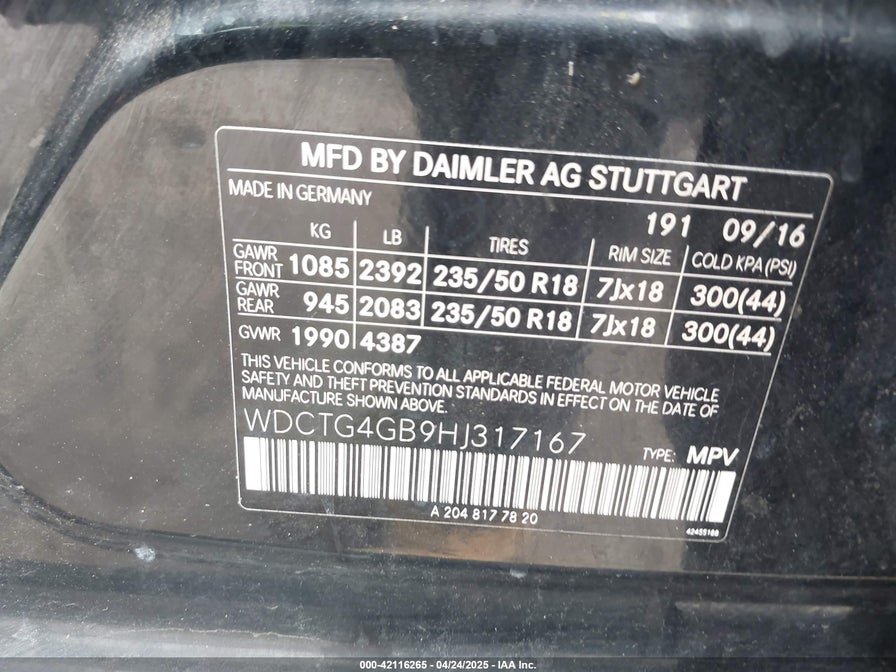 MFD BY DAIMLER AG STUTTGART
MADE IN GERMANY
191 09/16
KG LB TIRES RIM SIZE COLD KPA (PSI)
GAWR FRONT 1085 2392 235/50 R18 7Jx18 300(44)
GAWR REAR 945 2083 235/50 R18 7Jx18 300(44)
GVWR 1990 4387
THIS VEHICLE CONFORMS TO ALL APPLICABLE FEDERAL MOTOR VEHICLE
SAFETY AND THEFT PREVENTION STANDARDS IN EFFECT ON THE DATE OF
MANUFACTURE SHOWN ABOVE.
WDCTG4GB9HJ317167
TYPE: MPV
A 204 817 78 20
000-42116265 - 04/24/2025 - IAA Inc.